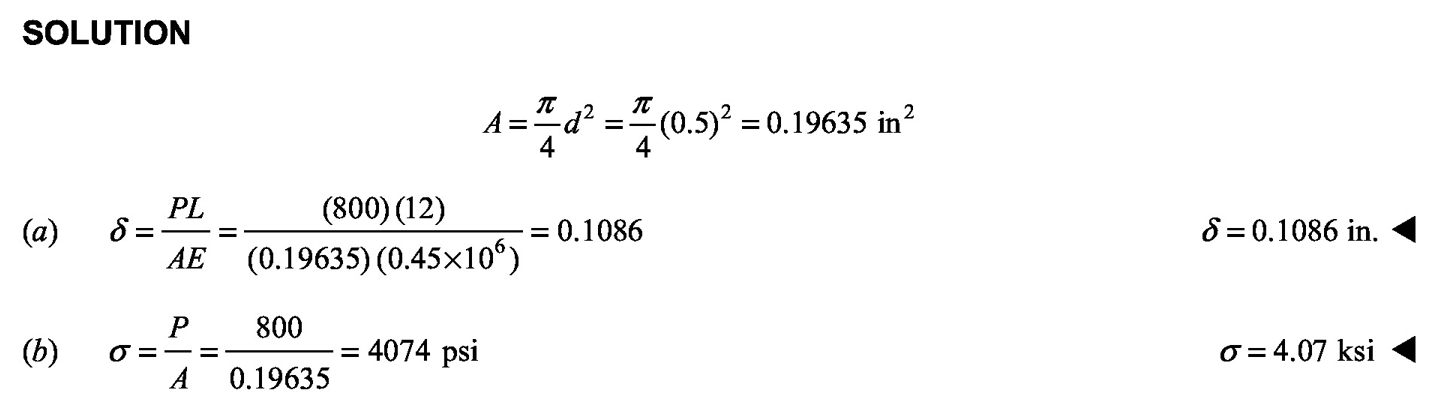 SOLUTION
A = π/4 d² = π/4 (0.5)² = 0.19635 in²
(a) δ = PL/AE = (800)(12)/(0.19635)(0.45×10⁶) = 0.1086 δ = 0.1086 in. ◀
(b) σ = P/A = 800/0.19635 = 4074 psi σ = 4.07 ksi ◀